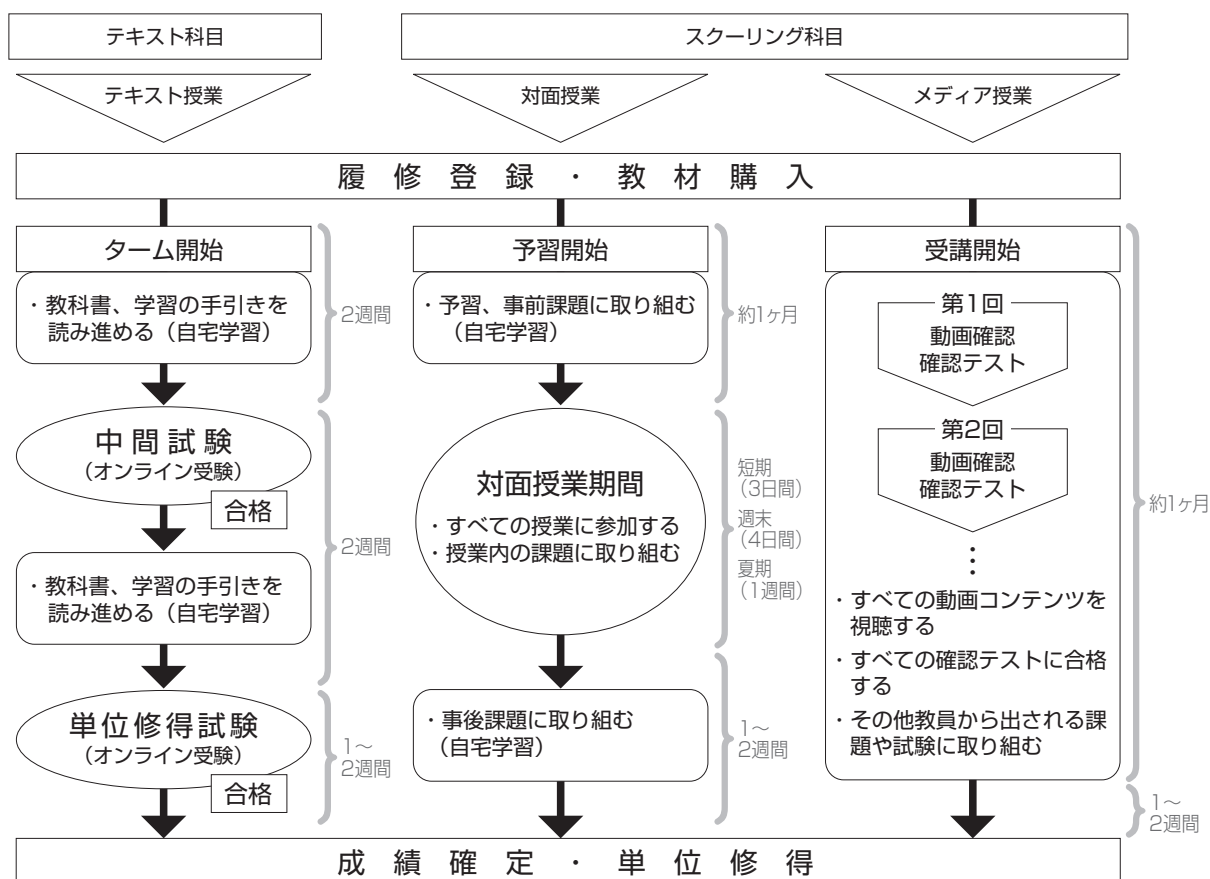 テキスト科目
スクーリング科目
テキスト授業
対面授業
メディア授業
履修登録・教材購入
ターム開始
・教科書、学習の手引きを
読み進める（自宅学習）
2週間
中間試験
（オンライン受験）
合格
・教科書、学習の手引きを
読み進める（自宅学習）
2週間
単位修得試験
（オンライン受験）
合格
1～
2週間
予習開始
・予習、事前課題に取り組む
（自宅学習）
約1ヶ月
対面授業期間
・すべての授業に参加する
・授業内の課題に取り組む
短期
（3日間）
週末
（4日間）
夏期
（1週間）
・事後課題に取り組む
（自宅学習）
1～
2週間
受講開始
第1回
動画確認
確認テスト
第2回
動画確認
確認テスト
⋮
・すべての動画コンテンツを
視聴する
・すべての確認テストに合格
する
・その他教員から出される課
題や試験に取り組む
約1ヶ月
1～
2週間
成績確定・単位修得